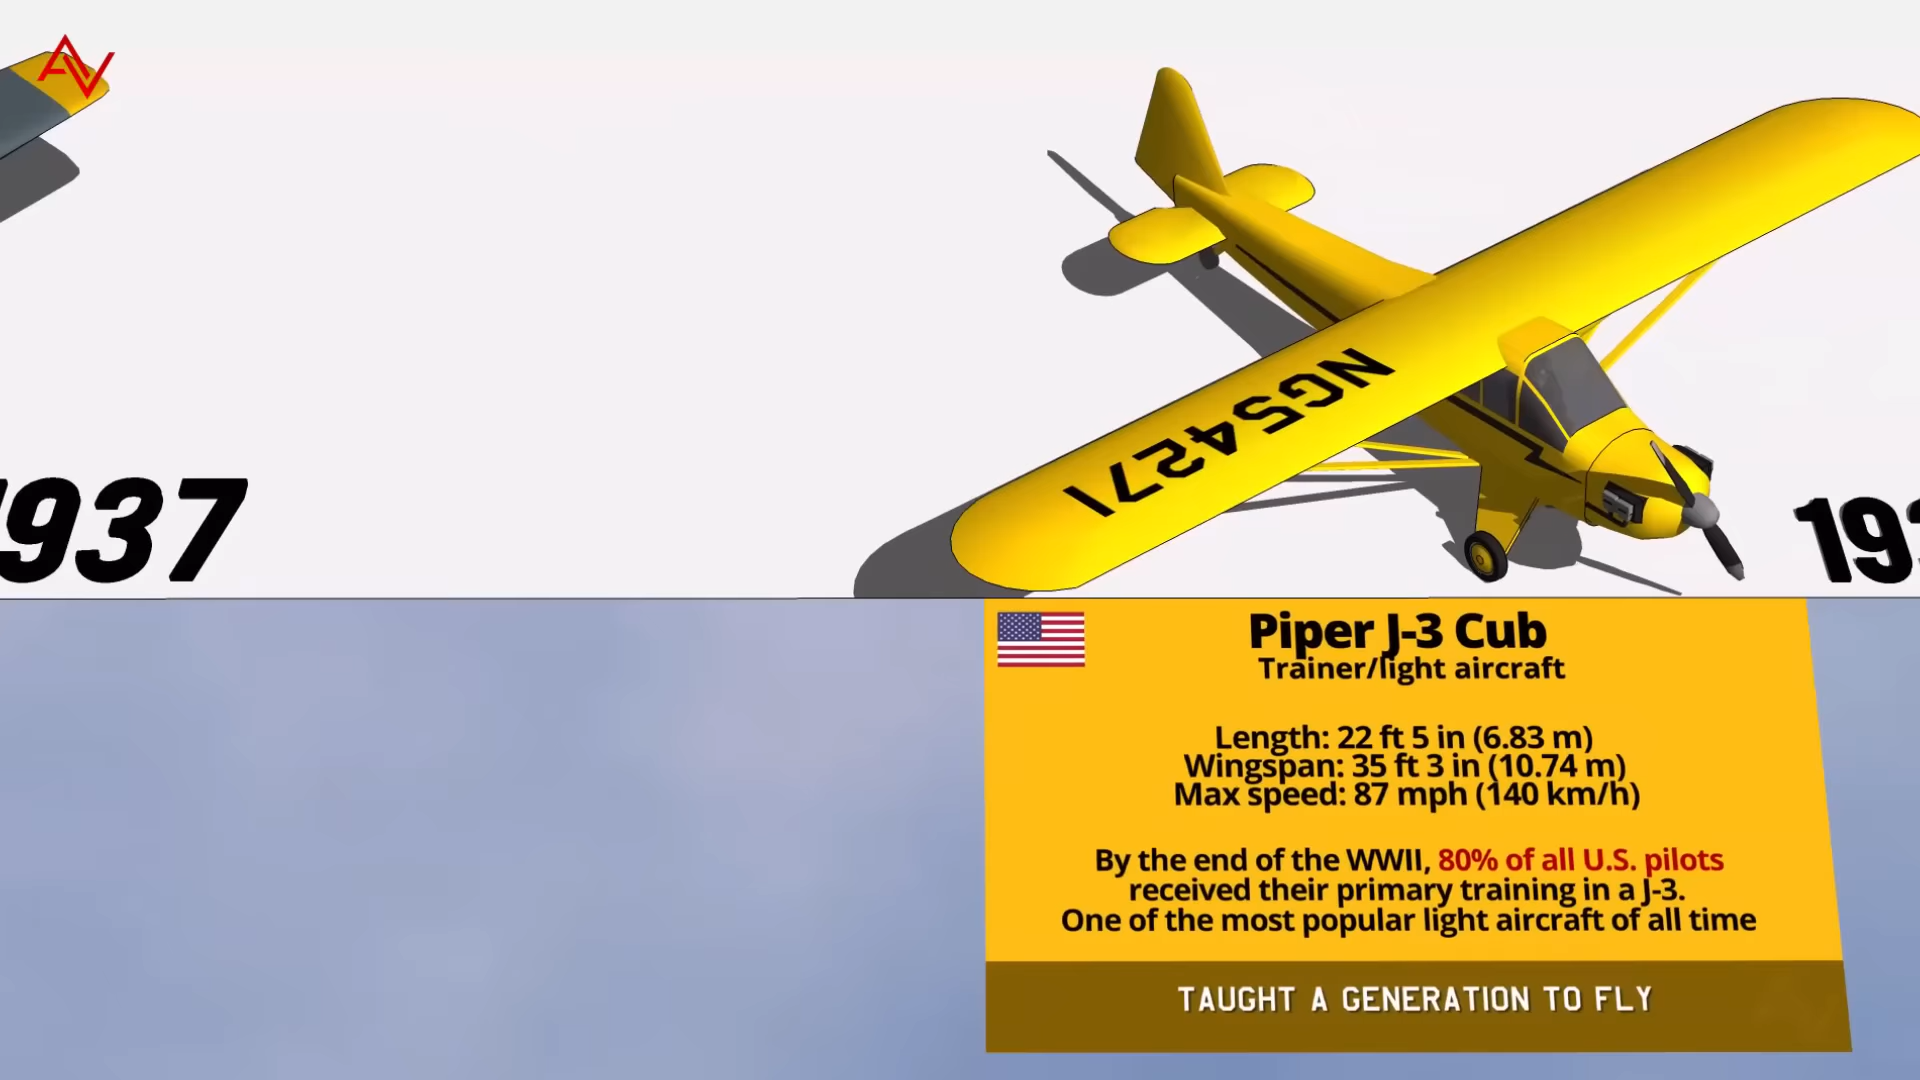 AV
NG54271
1937
193
Piper J-3 Cub
Trainer/light aircraft
Length: 22 ft 5 in (6.83 m)
Wingspan: 35 ft 3 in (10.74 m)
Max speed: 87 mph (140 km/h)
By the end of the WWII, 80% of all U.S. pilots
received their primary training in a J-3.
One of the most popular light aircraft of all time
TAUGHT A GENERATION TO FLY